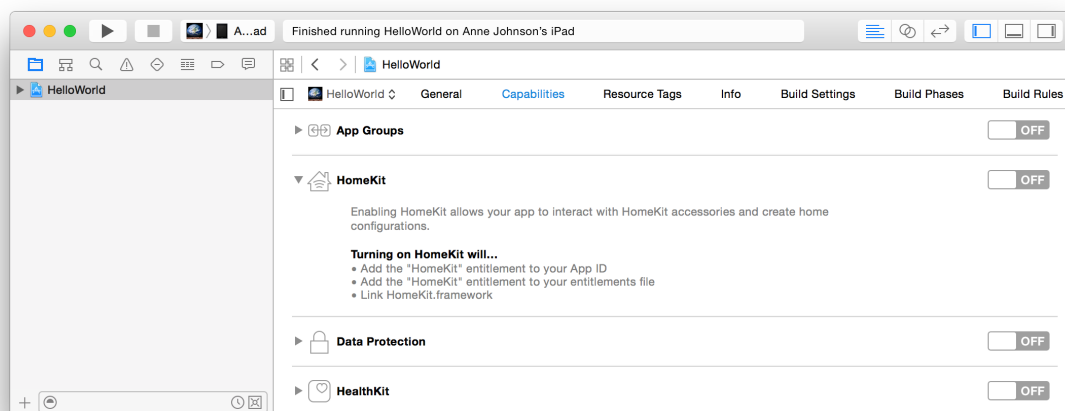 A...ad Finished running HelloWorld on Anne Johnson's iPad
HelloWorld
HelloWorld
HelloWorld General Capabilities Resource Tags Info Build Settings Build Phases Build Rules
App Groups OFF
HomeKit OFF
Enabling HomeKit allows your app to interact with HomeKit accessories and create home
configurations.
Turning on HomeKit will...
• Add the "HomeKit" entitlement to your App ID
• Add the "HomeKit" entitlement to your entitlements file
• Link HomeKit.framework
Data Protection OFF
HealthKit OFF